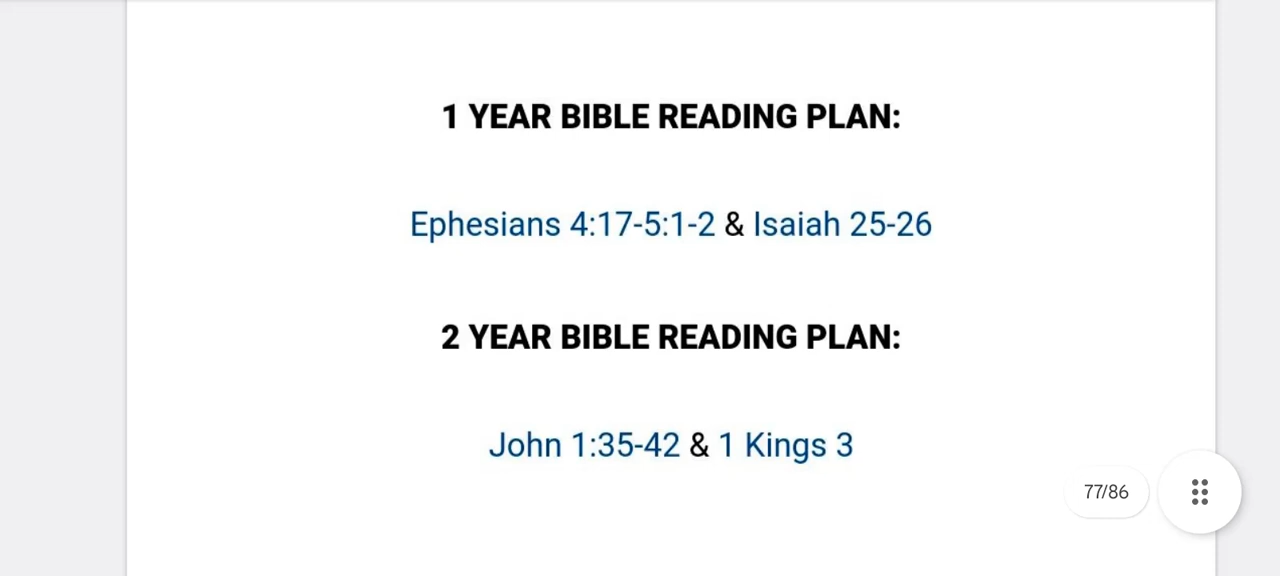 1 YEAR BIBLE READING PLAN:
Ephesians 4:17-5:1-2 & Isaiah 25-26
2 YEAR BIBLE READING PLAN:
John 1:35-42 & 1 Kings 3
77/86